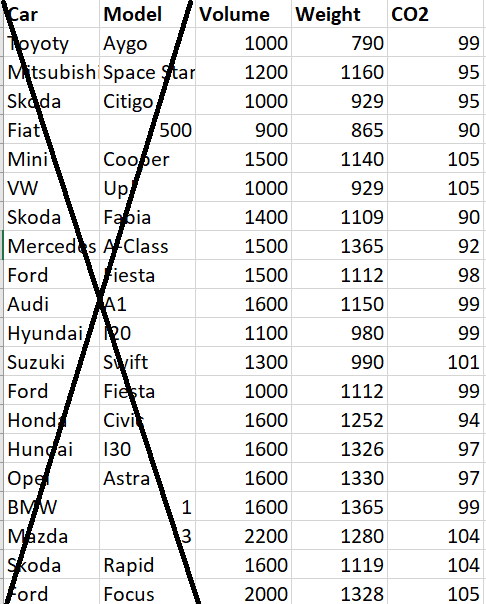 Car Model Volume Weight CO2
Toyoty Aygo 1000 790 99
Mitsubishi Space Star 1200 1160 95
Skoda Citigo 1000 929 95
Fiat 500 900 865 90
Mini Cooper 1500 1140 105
VW Up! 1000 929 105
Skoda Fabia 1400 1109 90
Mercedes A-Class 1500 1365 92
Ford Fiesta 1500 1112 98
Audi A1 1600 1150 99
Hyundai I20 1100 980 99
Suzuki Swift 1300 990 101
Ford Fiesta 1000 1112 99
Honda Civic 1600 1252 94
Hundai I30 1600 1326 97
Opel Astra 1600 1330 97
BMW 1 1600 1365 99
Mazda 3 2200 1280 104
Skoda Rapid 1600 1119 104
Ford Focus 2000 1328 105